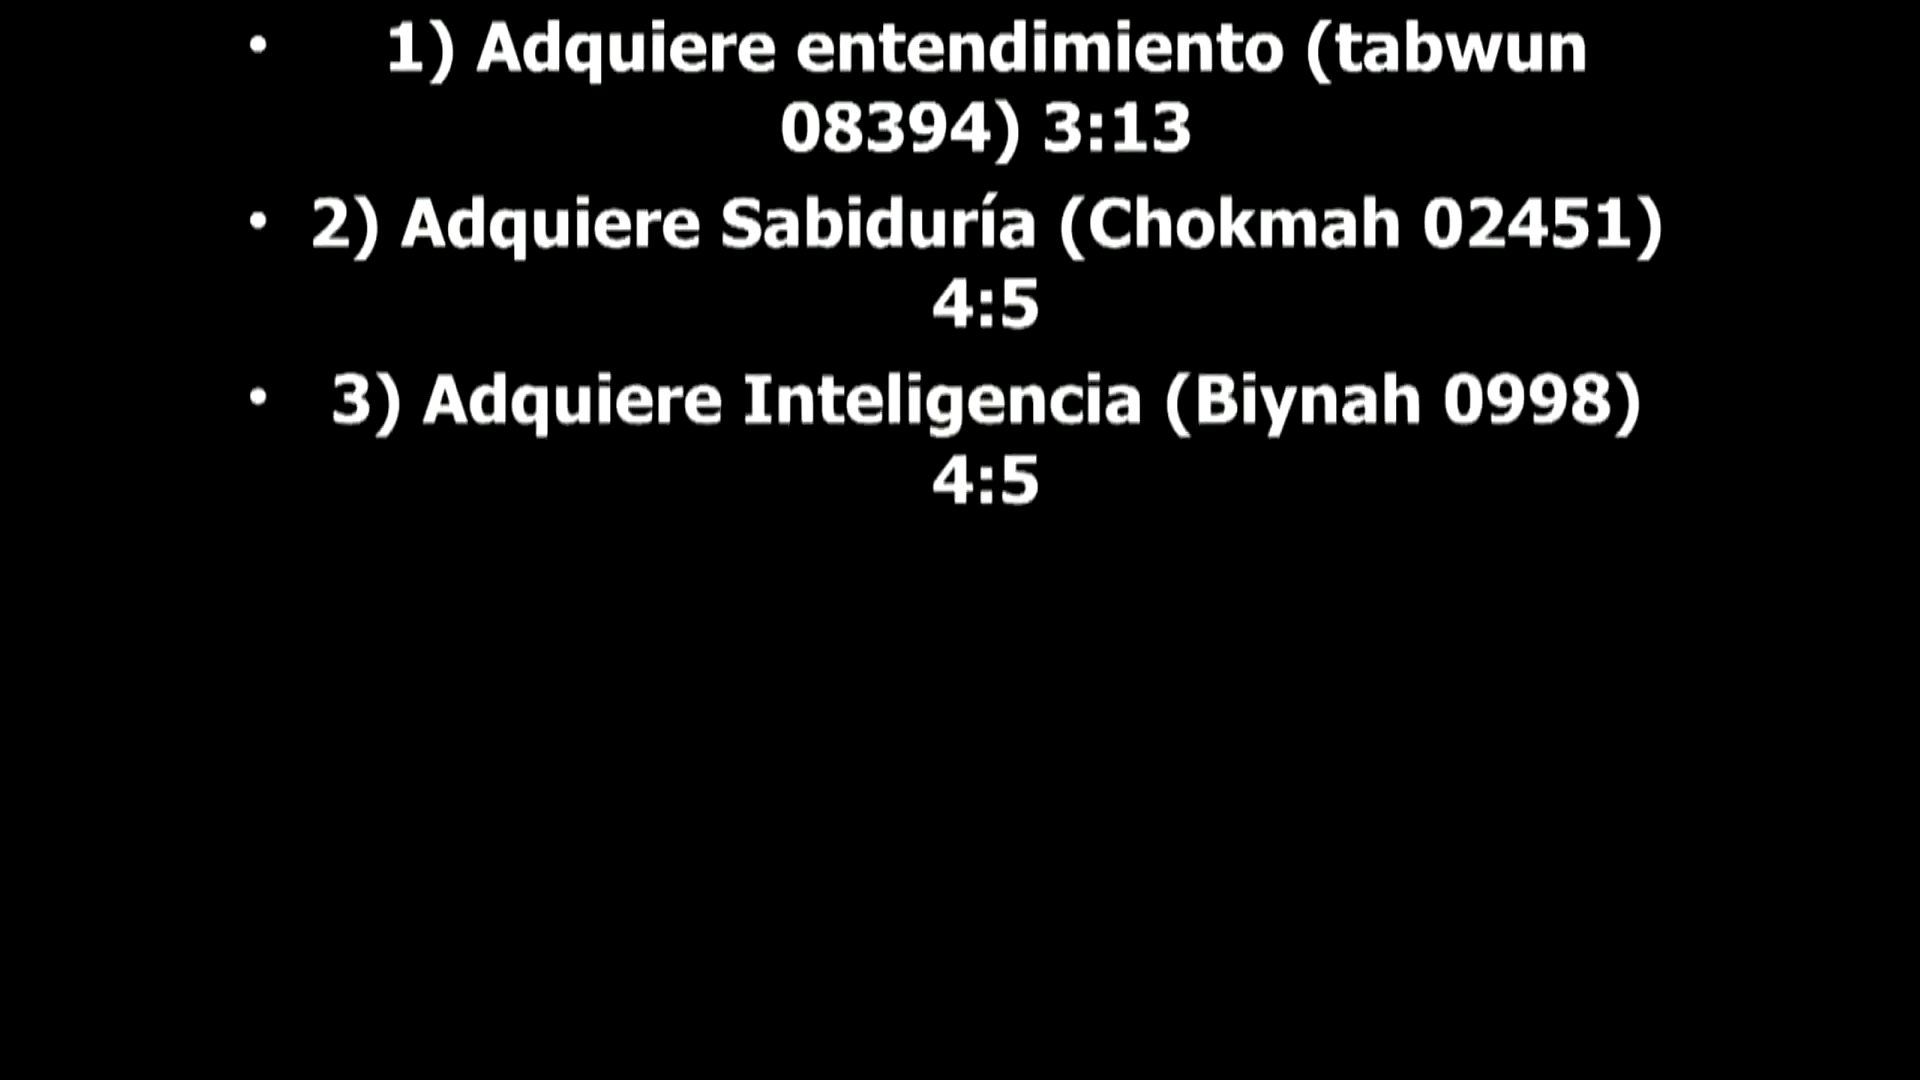 • 1) Adquiere entendimiento (tabwun
08394) 3:13
• 2) Adquiere Sabiduría (Chokmah 02451)
4:5
• 3) Adquiere Inteligencia (Biynah 0998)
4:5